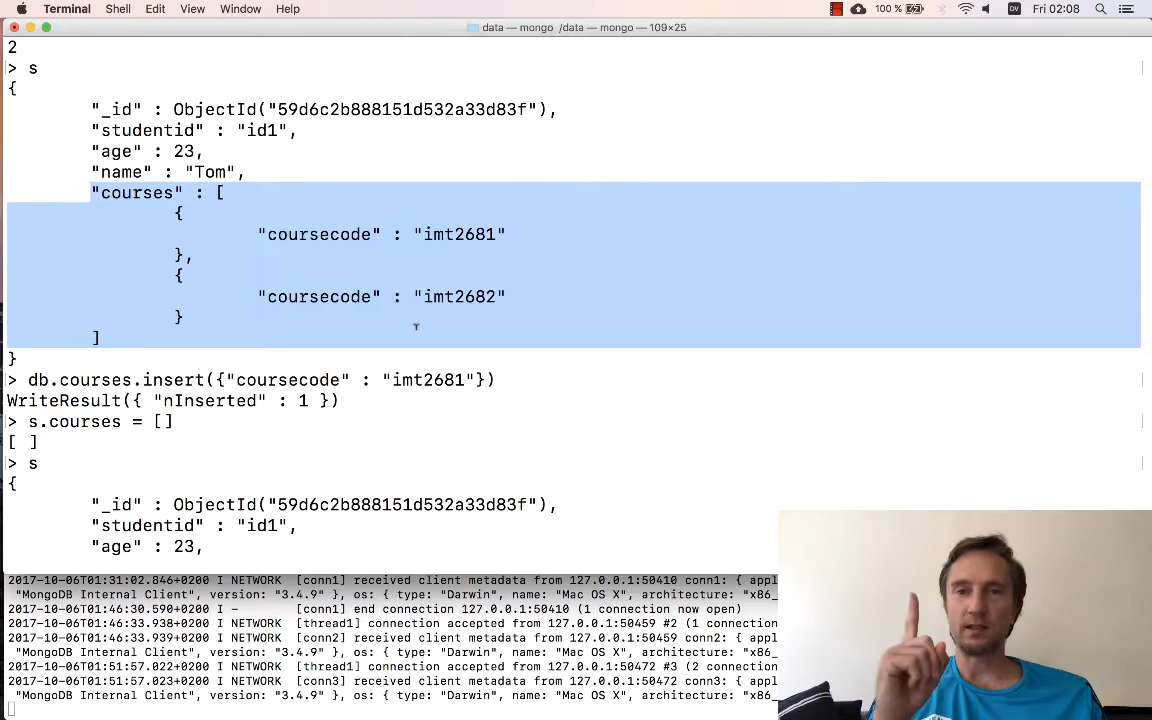 Terminal Shell Edit View Window Help 100 % DV Fri 02:08
data — mongo /data — mongo — 109×25
2
> s
{
"_id" : ObjectId("59d6c2b888151d532a33d83f"),
"studentid" : "id1",
"age" : 23,
"name" : "Tom",
"courses" : [
{
"coursecode" : "imt2681"
},
{
"coursecode" : "imt2682"
}
]
}
> db.courses.insert({"coursecode" : "imt2681"})
WriteResult({ "nInserted" : 1 })
> s.courses = []
[ ]
> s
{
"_id" : ObjectId("59d6c2b888151d532a33d83f"),
"studentid" : "id1",
"age" : 23,
2017-10-06T01:31:02.846+0200 I NETWORK [conn1] received client metadata from 127.0.0.1:50410 conn1: { appl
"MongoDB Internal Client", version: "3.4.9" }, os: { type: "Darwin", name: "Mac OS X", architecture: "x86_
2017-10-06T01:46:30.590+0200 I - [conn1] end connection 127.0.0.1:50410 (1 connection now open)
2017-10-06T01:46:33.938+0200 I NETWORK [thread1] connection accepted from 127.0.0.1:50459 #2 (1 connection
2017-10-06T01:46:33.939+0200 I NETWORK [conn2] received client metadata from 127.0.0.1:50459 conn2: { appl
"MongoDB Internal Client", version: "3.4.9" }, os: { type: "Darwin", name: "Mac OS X", architecture: "x86_
2017-10-06T01:51:57.022+0200 I NETWORK [thread1] connection accepted from 127.0.0.1:50472 #3 (2 connection
2017-10-06T01:51:57.023+0200 I NETWORK [conn3] received client metadata from 127.0.0.1:50472 conn3: { appl
"MongoDB Internal Client", version: "3.4.9" }, os: { type: "Darwin", name: "Mac OS X", architecture: "x86_